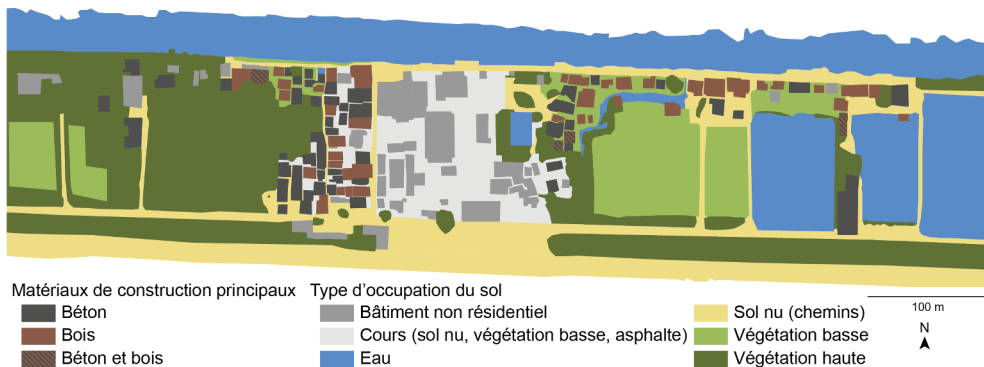 Matériaux de construction principaux
Béton
Bois
Béton et bois
Type d’occupation du sol
Bâtiment non résidentiel
Cours (sol nu, végétation basse, asphalte)
Eau
Sol nu (chemins)
Végétation basse
Végétation haute
100 m
N